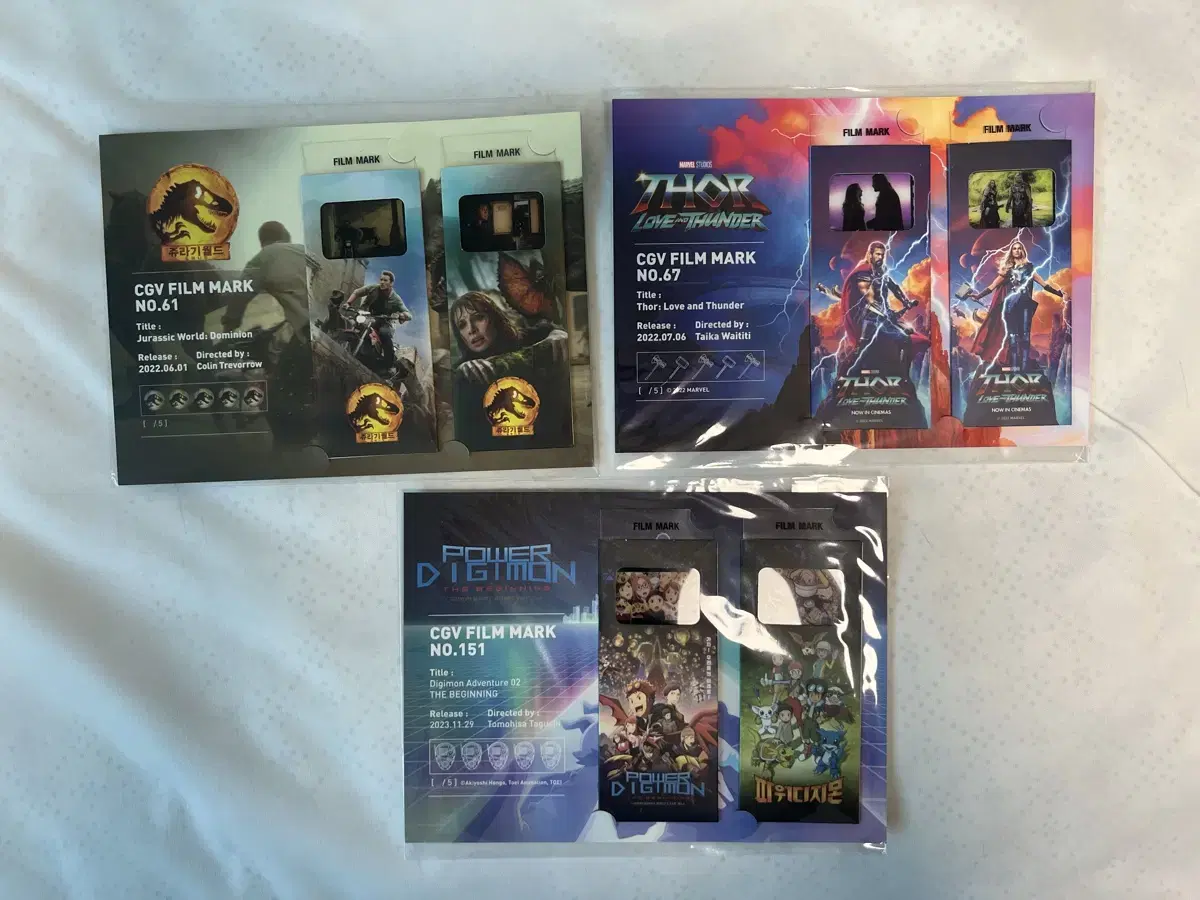 쥬라기월드
CGV FILM MARK
NO.61
Title :
Jurassic World: Dominion
Release : Directed by :
2022.06.01 Colin Trevorrow
[ /5]
FILM MARK
쥬라기월드
FILM MARK
쥬라기월드
MARVEL STUDIOS
THOR
LOVE AND THUNDER
CGV FILM MARK
NO.67
Title :
Thor: Love and Thunder
Release : Directed by :
2022.07.06 Taika Waititi
[ /5] © 2022 MARVEL
FILM MARK
THOR
LOVE AND THUNDER
NOW IN CINEMAS
© 2022 MARVEL
FILM MARK
THOR
LOVE AND THUNDER
NOW IN CINEMAS
© 2022 MARVEL
POWER
DIGIMON
THE BEGINNING
CGV FILM MARK
NO.151
Title :
Digimon Adventure 02
THE BEGINNING
Release : Directed by :
2023.11.29 Tomohisa Taguchi
[ /5] ©Akiyoshi Hongo, Toei Animation, TOEI
FILM MARK
POWER
DIGIMON
FILM MARK
파워디지몬